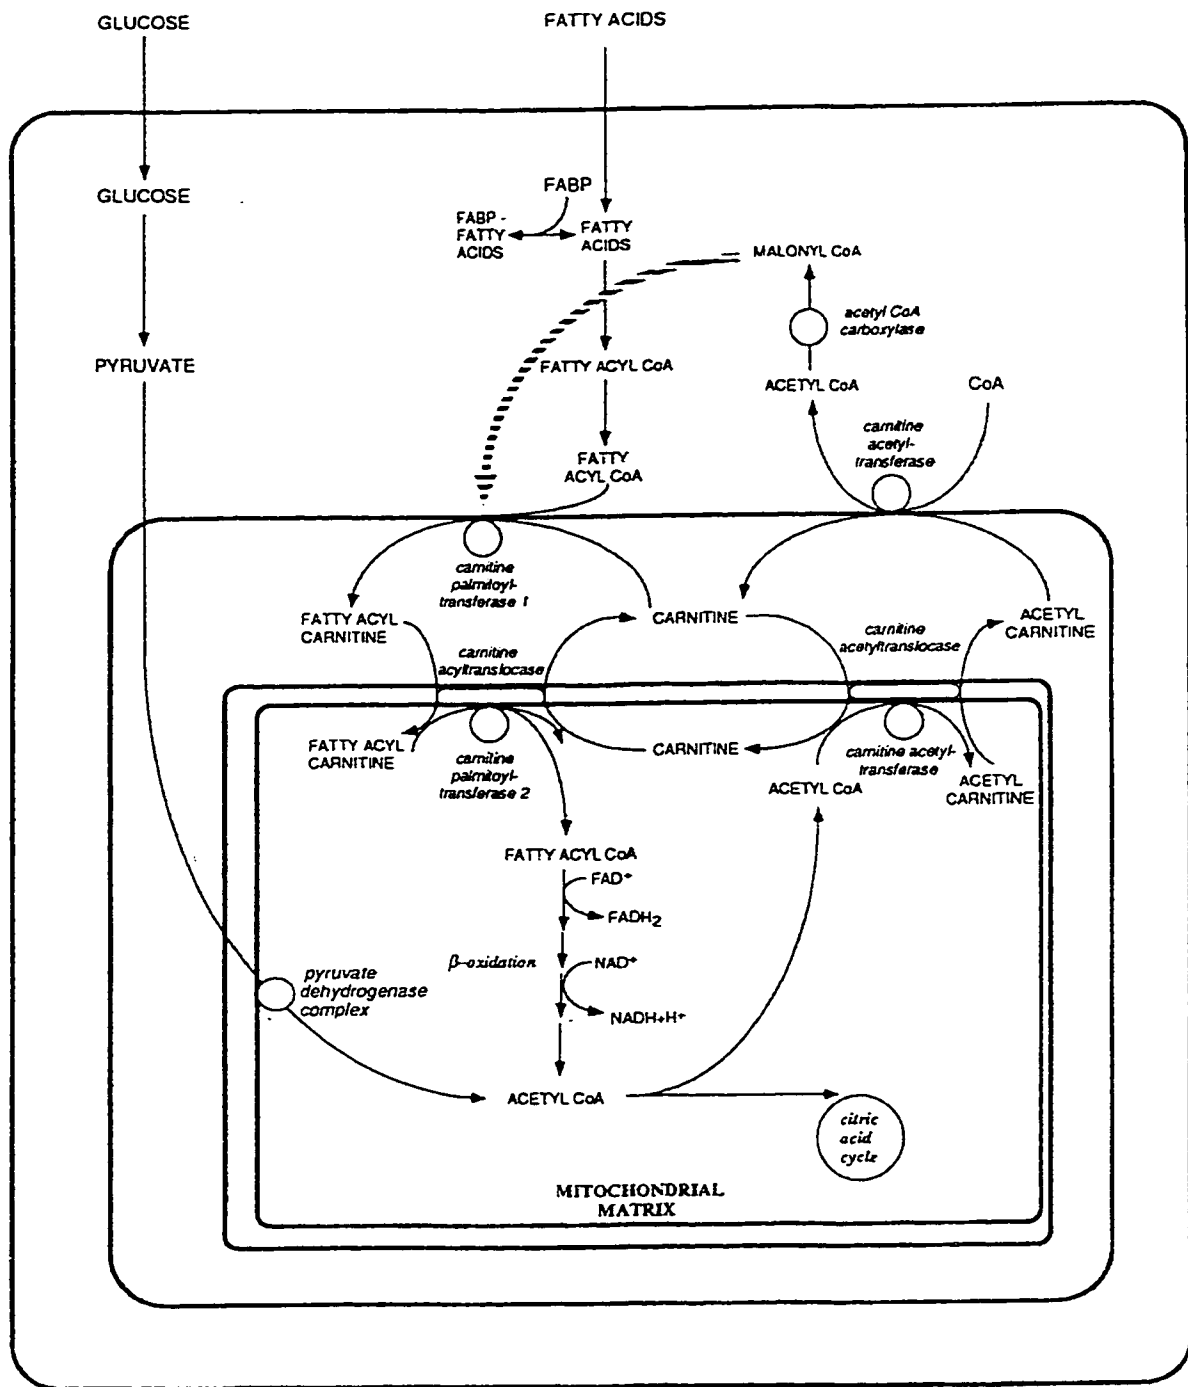 GLUCOSE
FATTY ACIDS
GLUCOSE
FABP
FABP -
FATTY
ACIDS
FATTY
ACIDS
MALONYL CoA
acetyl CoA
carboxylase
PYRUVATE
FATTY ACYL CoA
ACETYL CoA
CoA
carnitine
acetyl-
transferase
FATTY
ACYL CoA
carnitine
palmitoyl-
transferase 1
FATTY ACYL
CARNITINE
CARNITINE
ACETYL
CARNITINE
carnitine
acyltranslocase
carnitine
acetyltranslocase
FATTY ACYL
CARNITINE
carnitine
palmitoyl-
transferase 2
CARNITINE
carnitine acetyl-
transferase
ACETYL CoA
ACETYL
CARNITINE
FATTY ACYL CoA
FAD+
FADH2
β-oxidation
NAD+
NADH+H+
pyruvate
dehydrogenase
complex
ACETYL CoA
citric
acid
cycle
MITOCHONDRIAL
MATRIX